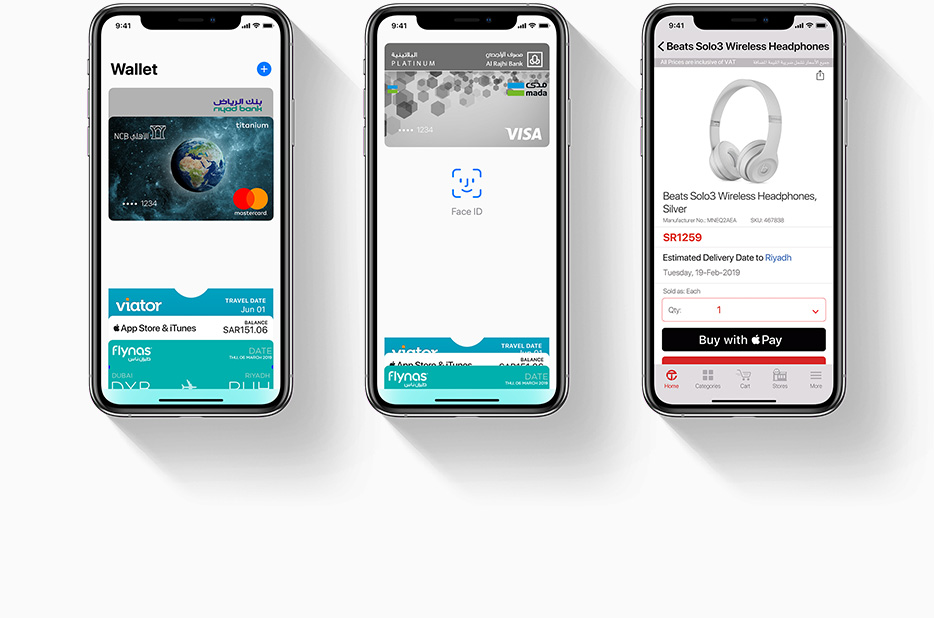 9:41
Wallet
بنك الرياض
riyad bank
titanium
NCB الأهلي
•••• 1234
mastercard
viator
TRAVEL DATE
Jun 01
App Store & iTunes
BALANCE
SAR151.06
flynas
طيران ناس
DATE
THU, 06 MARCH 2019
DUBAI
RIYADH
DXB
RUH
9:41
البلاتينية
PLATINUM
مصرف الراجحي
Al Rajhi Bank
مدى
mada
•••• 1234
VISA
Face ID
viator
TRAVEL DATE
Jun 01
App Store & iTunes
SAR151.06
flynas
طيران ناس
DATE
THU, 06 MARCH 2019
9:41
Beats Solo3 Wireless Headphones
All Prices are inclusive of VAT
جميع الأسعار تشمل ضريبة القيمة المضافة
Beats Solo3 Wireless Headphones,
Silver
Manufacturer No.: MNEQ2AEA SKU: 467838
SR1259
Estimated Delivery Date to Riyadh
Tuesday, 19-Feb-2019
Sold as: Each
Qty: 1
Buy with Pay
Home
Categories
Cart
Stores
More